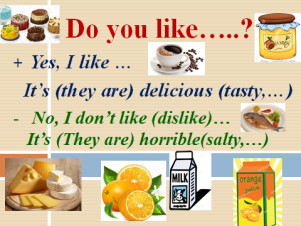 Do you like…..?
+ Yes, I like …
It’s (they are) delicious (tasty,…)
- No, I don’t like (dislike)…
It’s (They are) horrible(salty,…)
MILK
orange